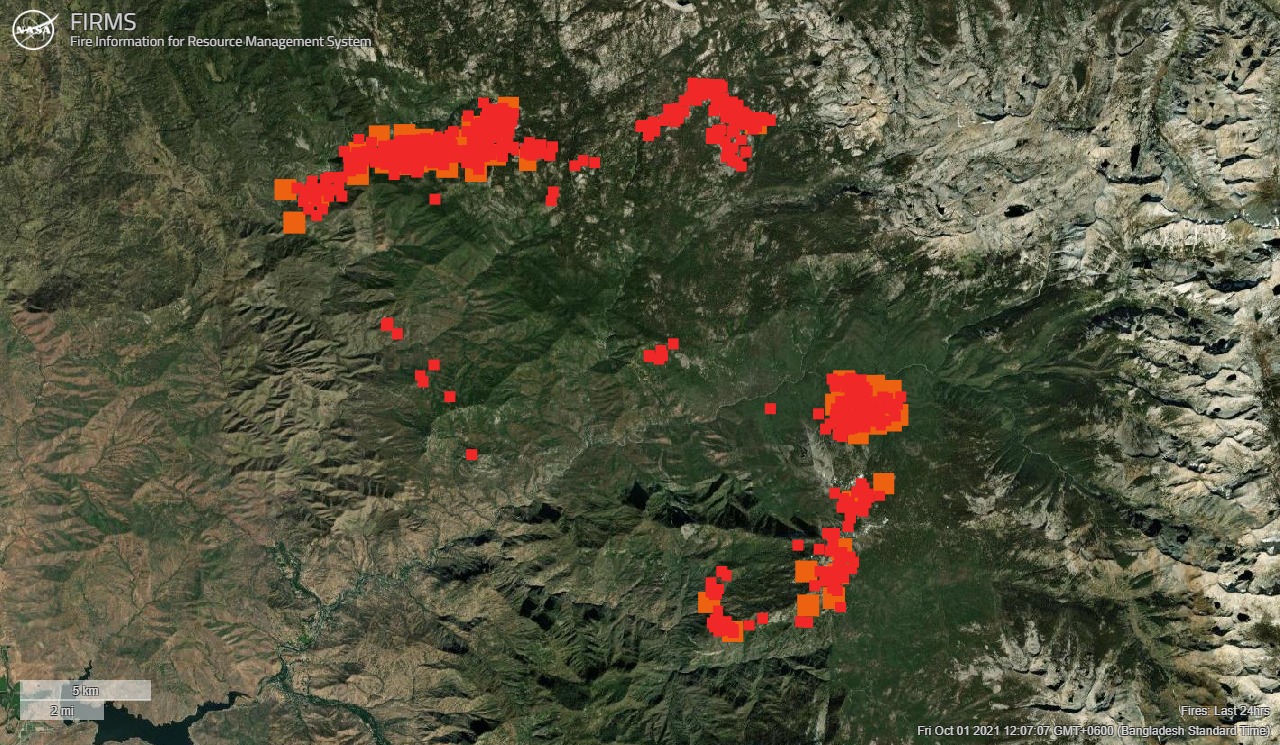 NASA
FIRMS
Fire Information for Resource Management System
5 km
2 mi
Fires: Last 24hrs
Fri Oct 01 2021 12:07:07 GMT+0600 (Bangladesh Standard Time)